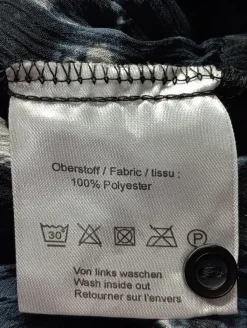 Oberstoff / Fabric / tissu :
100% Polyester
30
P
Von links waschen
Wash inside out
Retourner sur l'envers